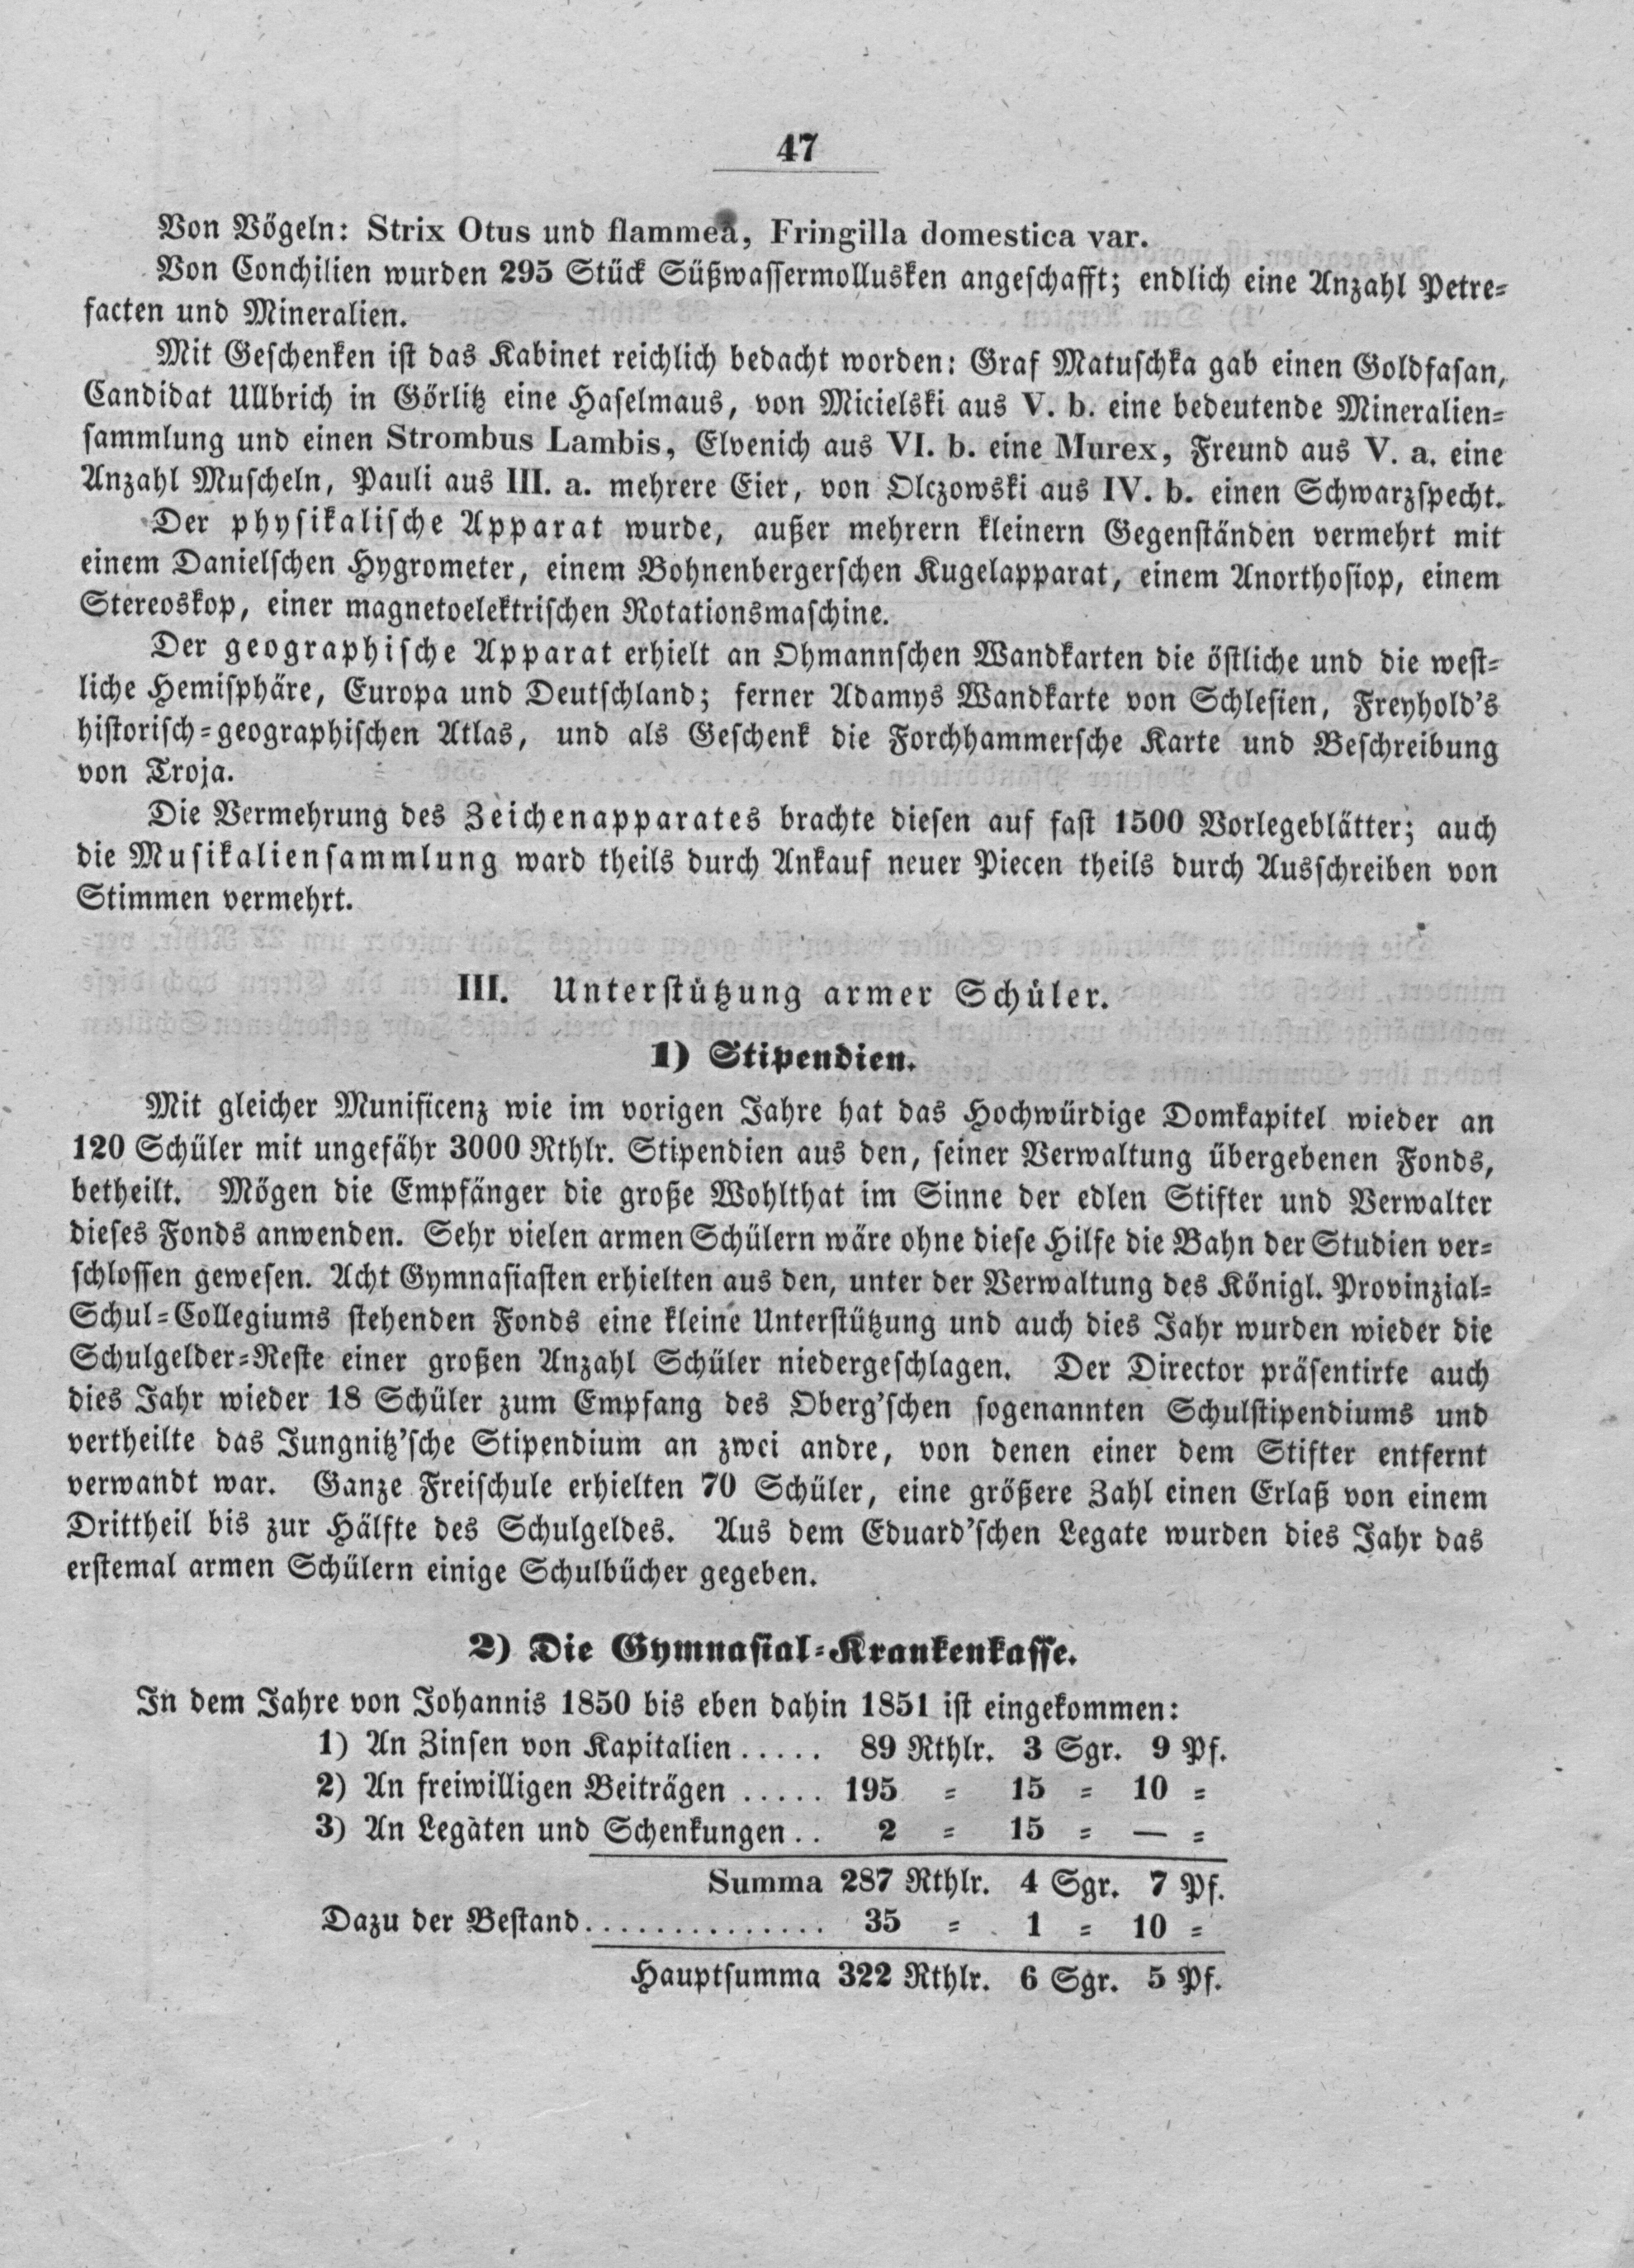 47
Von Vögeln: Strix Otus und flammea, Fringilla domestica var.
Von Conchilien wurden 295 Stück Süßwassermollusken angeschafft; endlich eine Anzahl Petre-
facten und Mineralien.
Mit Geschenken ist das Kabinet reichlich bedacht worden: Graf Matuschka gab einen Goldfasan,
Candidat Ullbrich in Görlitz eine Haselmaus, von Micielski aus V. b. eine bedeutende Mineralien-
sammlung und einen Strombus Lambis, Elvenich aus VI. b. eine Murex, Freund aus V. a. eine
Anzahl Muscheln, Pauli aus III. a. mehrere Eier, von Olczowski aus IV. b. einen Schwarzspecht.
Der physikalische Apparat wurde, außer mehrern kleinern Gegenständen vermehrt mit
einem Danielschen Hygrometer, einem Bohnenbergerschen Kugelapparat, einem Anorthosiop, einem
Stereoskop, einer magnetoelektrischen Rotationsmaschine.
Der geographische Apparat erhielt an Ohmannschen Wandkarten die östliche und die west-
liche Hemisphäre, Europa und Deutschland; ferner Adamys Wandkarte von Schlesien, Freyhold's
historisch-geographischen Atlas, und als Geschenk die Forchhammersche Karte und Beschreibung
von Troja.
Die Vermehrung des Zeichenapparates brachte diesen auf fast 1500 Vorlegeblätter; auch
die Musikaliensammlung ward theils durch Ankauf neuer Piecen theils durch Ausschreiben von
Stimmen vermehrt.
III. Unterstützung armer Schüler.
1) Stipendien.
Mit gleicher Munificenz wie im vorigen Jahre hat das Hochwürdige Domkapitel wieder an
120 Schüler mit ungefähr 3000 Rthlr. Stipendien aus den, seiner Verwaltung übergebenen Fonds,
betheilt. Mögen die Empfänger die große Wohlthat im Sinne der edlen Stifter und Verwalter
dieses Fonds anwenden. Sehr vielen armen Schülern wäre ohne diese Hilfe die Bahn der Studien ver-
schlossen gewesen. Acht Gymnasiasten erhielten aus den, unter der Verwaltung des Königl. Provinzial-
Schul-Collegiums stehenden Fonds eine kleine Unterstützung und auch dies Jahr wurden wieder die
Schulgelder-Reste einer großen Anzahl Schüler niedergeschlagen. Der Director präsentirte auch
dies Jahr wieder 18 Schüler zum Empfang des Oberg'schen sogenannten Schulstipendiums und
vertheilte das Jungnitz'sche Stipendium an zwei andre, von denen einer dem Stifter entfernt
verwandt war. Ganze Freischule erhielten 70 Schüler, eine größere Zahl einen Erlaß von einem
Drittheil bis zur Hälfte des Schulgeldes. Aus dem Eduard'schen Legate wurden dies Jahr das
erstemal armen Schülern einige Schulbücher gegeben.
2) Die Gymnasial-Krankenkasse.
In dem Jahre von Johannis 1850 bis eben dahin 1851 ist eingekommen:
1) An Zinsen von Kapitalien ..... 89 Rthlr. 3 Sgr. 9 Pf.
2) An freiwilligen Beiträgen ..... 195 = 15 = 10 =
3) An Legaten und Schenkungen .. 2 = 15 = — =
Summa 287 Rthlr. 4 Sgr. 7 Pf.
Dazu der Bestand............... 35 = 1 = 10 =
Hauptsumma 322 Rthlr. 6 Sgr. 5 Pf.